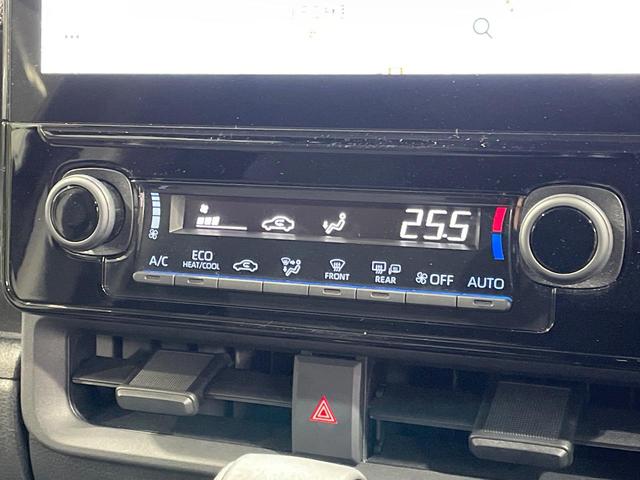 25.5
A/C
ECO
HEAT/COOL
FRONT
REAR
OFF
AUTO